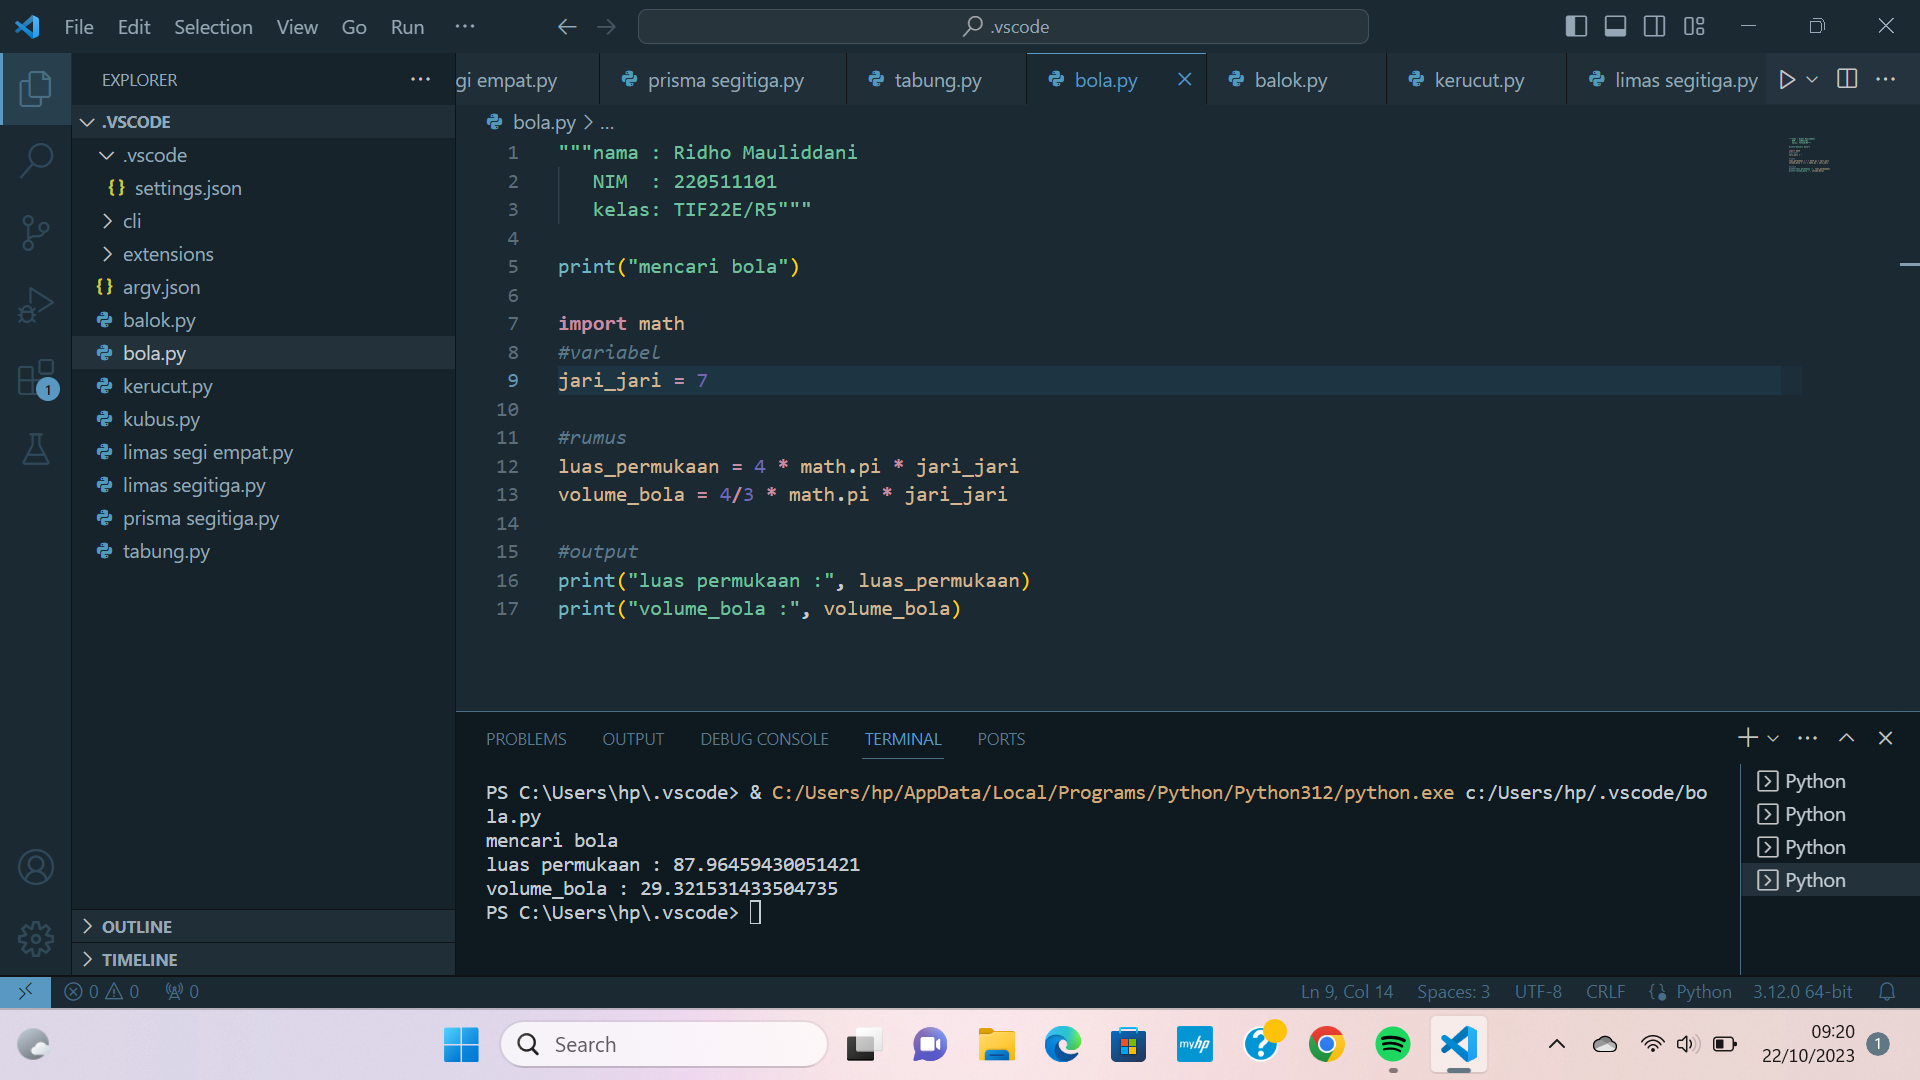 File Edit Selection View Go Run ···
.vscode
EXPLORER
gi empat.py prisma segitiga.py tabung.py bola.py balok.py kerucut.py limas segitiga.py
.VSCODE
.vscode
settings.json
cli
extensions
argv.json
balok.py
bola.py
kerucut.py
kubus.py
limas segi empat.py
limas segitiga.py
prisma segitiga.py
tabung.py
OUTLINE
TIMELINE
1
bola.py > ...
1 """nama : Ridho Mauliddani
2 NIM  : 220511101
3 kelas: TIF22E/R5"""
4
5 print("mencari bola")
6
7 import math
8 #variabel
9 jari_jari = 7
10
11 #rumus
12 luas_permukaan = 4 * math.pi * jari_jari
13 volume_bola = 4/3 * math.pi * jari_jari
14
15 #output
16 print("luas permukaan :", luas_permukaan)
17 print("volume_bola :", volume_bola)
PROBLEMS OUTPUT DEBUG CONSOLE TERMINAL PORTS
PS C:\Users\hp\.vscode> & C:/Users/hp/AppData/Local/Programs/Python/Python312/python.exe c:/Users/hp/.vscode/bo
la.py
mencari bola
luas permukaan : 87.96459430051421
volume_bola : 29.321531433504735
PS C:\Users\hp\.vscode>
Python
Python
Python
Python
0 0 0
Ln 9, Col 14 Spaces: 3 UTF-8 CRLF Python 3.12.0 64-bit
Search
myhp
09:20
22/10/2023
1